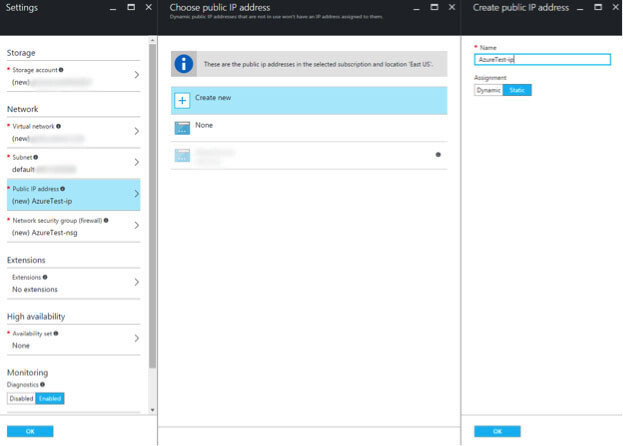 Settings
Storage
* Storage account
(new)
Network
* Virtual network
(new)
* Subnet
default
* Public IP address
(new) AzureTest-ip
* Network security group (firewall)
(new) AzureTest-nsg
Extensions
Extensions
No extensions
High availability
* Availability set
None
Monitoring
Diagnostics
Disabled Enabled
OK
Choose public IP address
Dynamic public IP addresses that are not in use won't have an IP address assigned to them.
These are the public ip addresses in the selected subscription and location 'East US'.
Create new
None
Create public IP address
* Name
AzureTest-ip
Assignment
Dynamic Static
OK